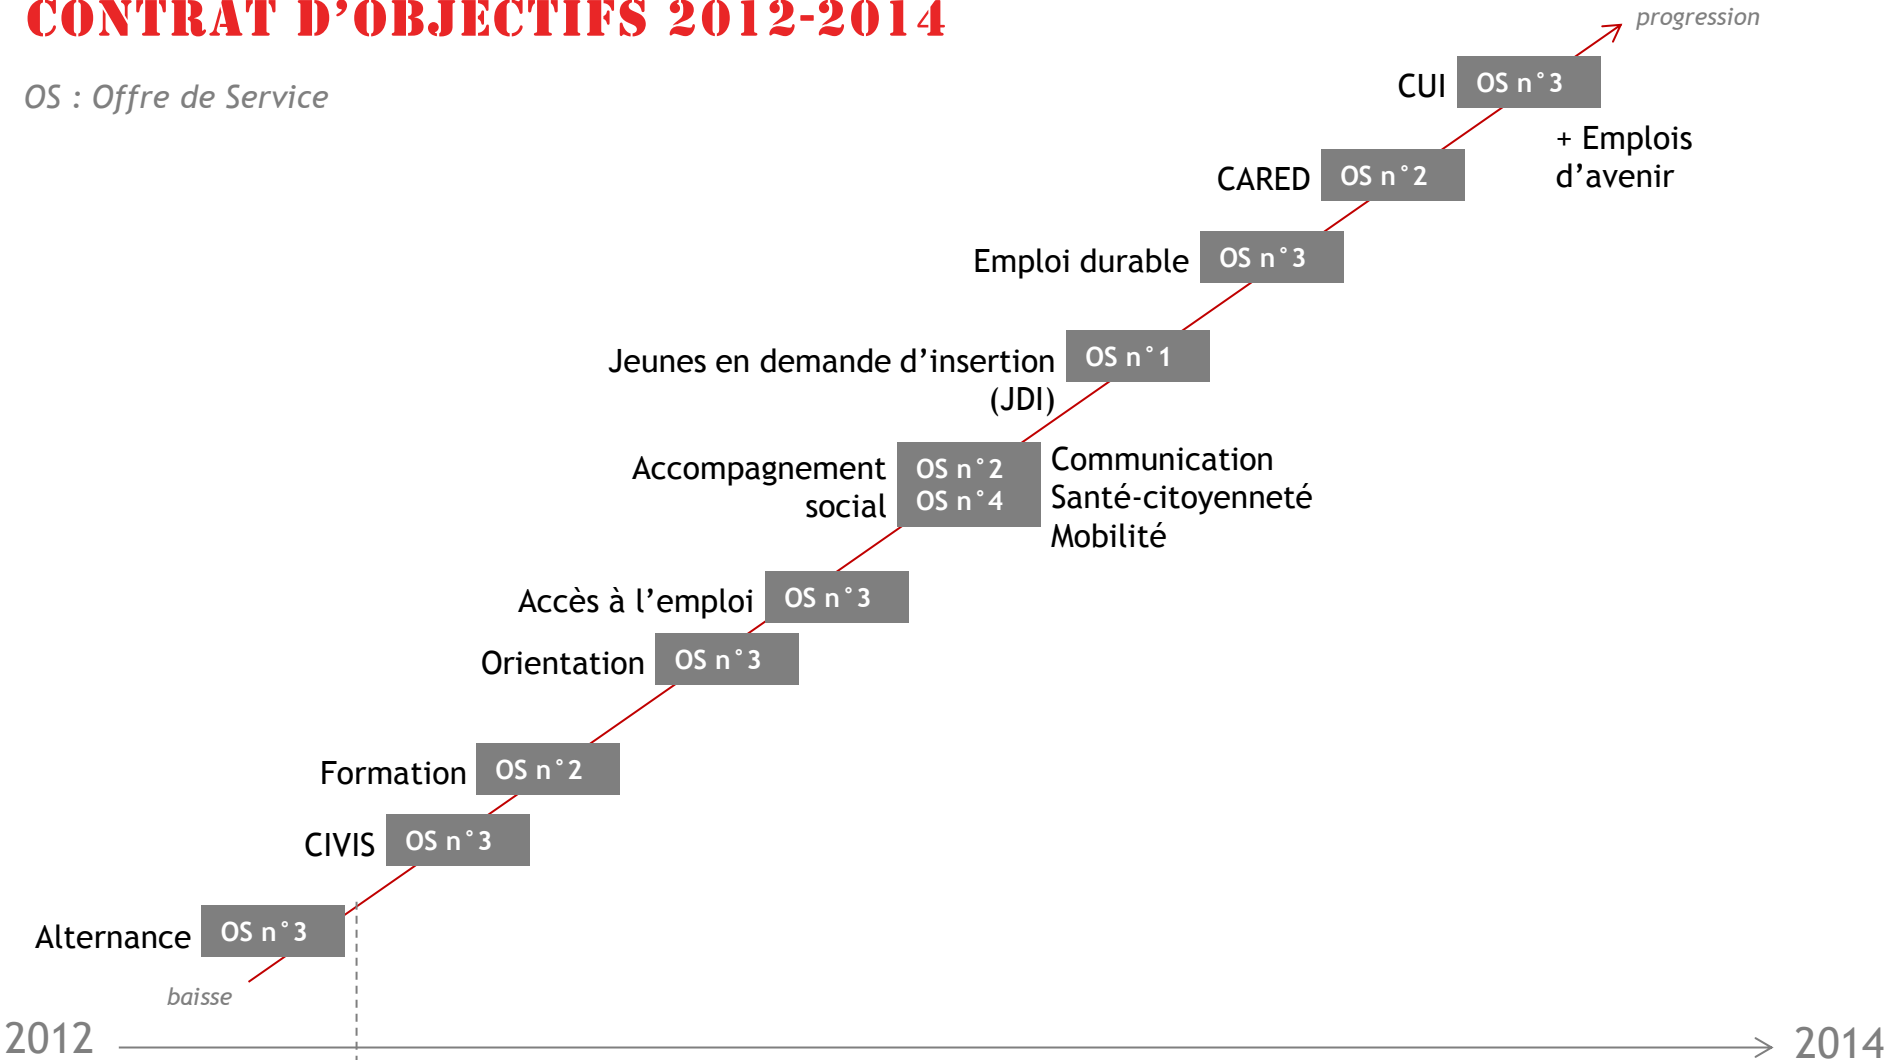 CONTRAT D’OBJECTIFS 2012-2014
progression
OS : Offre de Service
CUI OS n°3
+ Emplois
d’avenir
CARED OS n°2
Emploi durable OS n°3
Jeunes en demande d’insertion OS n°1
(JDI)
Accompagnement
social
OS n°2
OS n°4
Communication
Santé-citoyenneté
Mobilité
Accès à l’emploi OS n°3
Orientation OS n°3
Formation OS n°2
CIVIS OS n°3
Alternance OS n°3
baisse
2012
2014